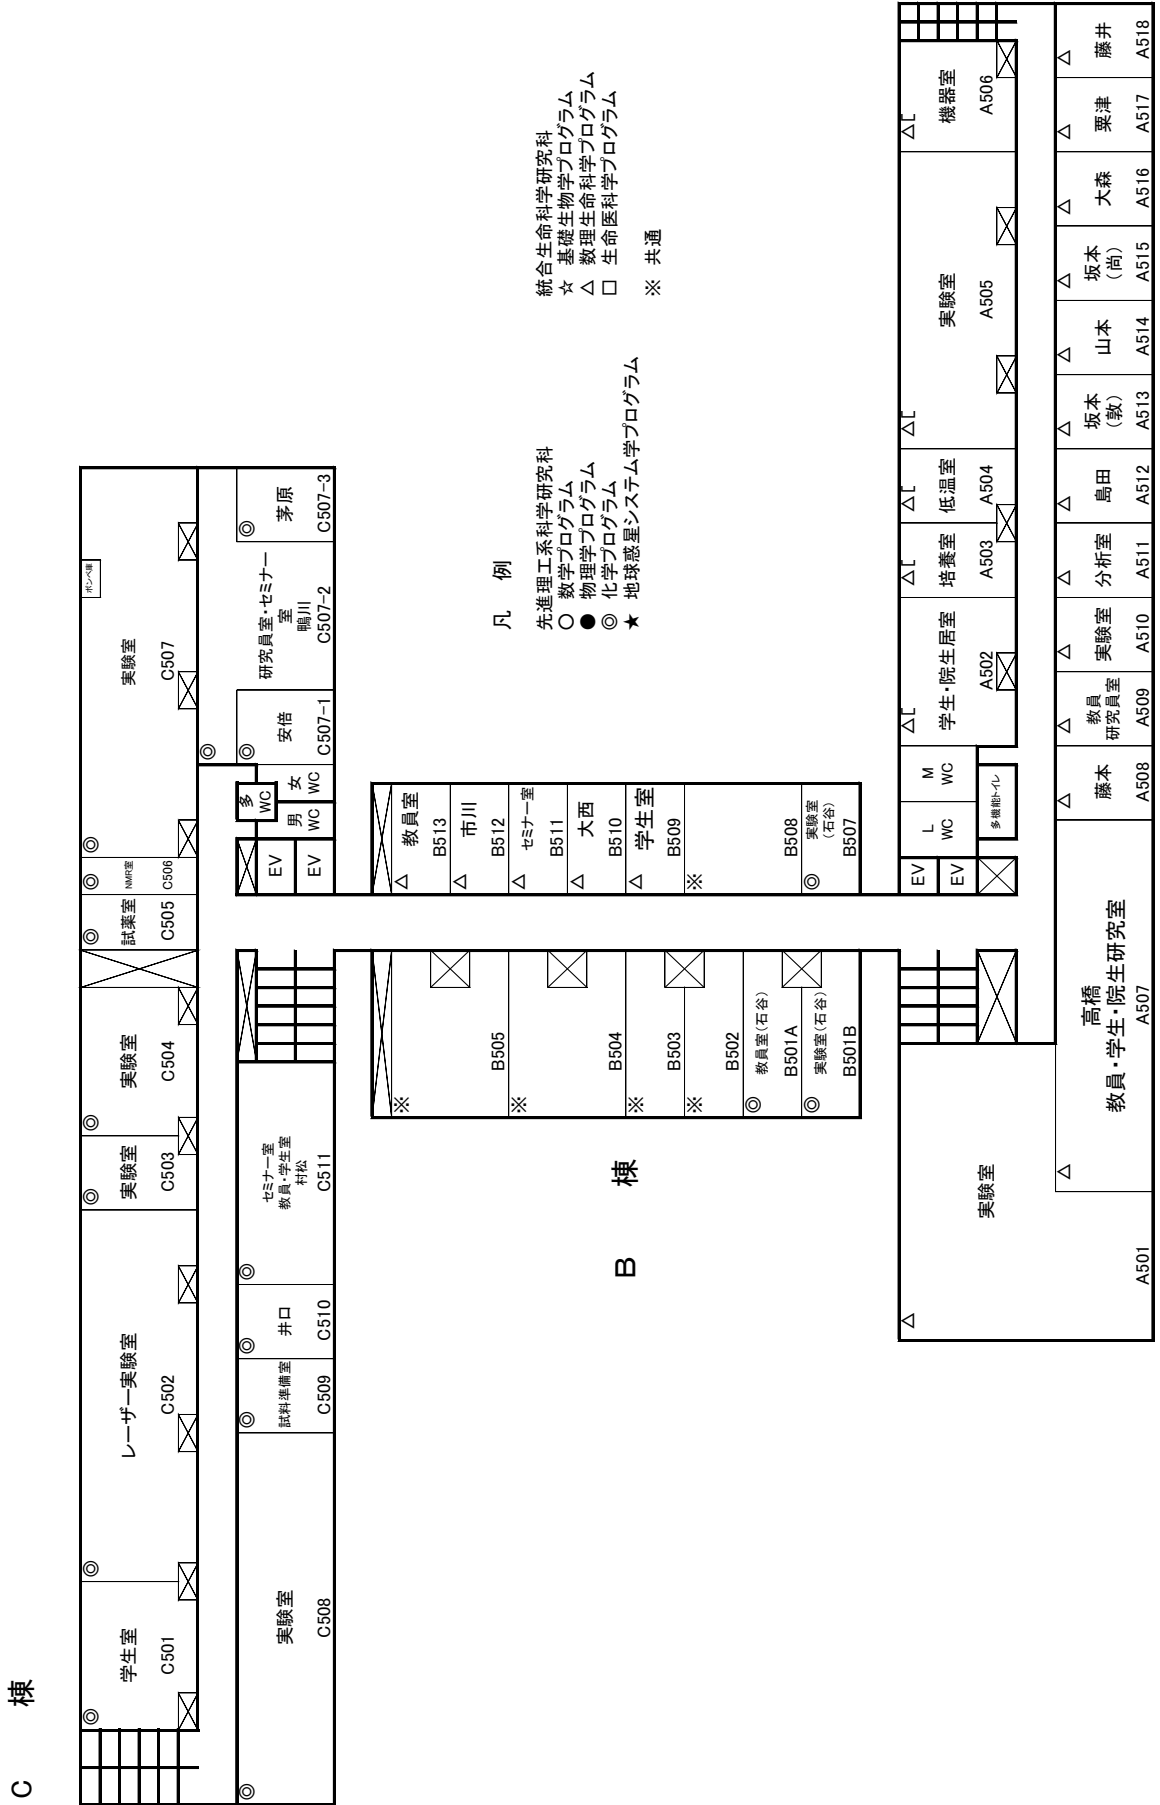 C 棟
◎
学生室
C501
◎
レーザー実験室
C502
◎
実験室
C503
◎
実験室
C504
◎
試薬室
C505
◎
NMR室
C506
◎
実験室
C507
ボンベ庫
◎
実験室
C508
◎
試料準備室
C509
◎
井口
C510
◎
セミナー室
教員・学生室
村松
C511
EV
EV
男
WC
女
WC
多
WC
◎
◎
安倍
C507-1
研究員室・セミナー
室
鴨川
C507-2
◎
茅原
C507-3
B 棟
※
B505
※
B504
※
B503
※
B502
◎
教員室(石谷)
B501A
◎
実験室(石谷)
B501B
△
教員室
B513
△
市川
B512
△
セミナー室
B511
△
大西
B510
△
学生室
B509
※
B508
◎
実験室
(石谷)
B507
凡 例
先進理工系科学研究科
○ 数学プログラム
● 物理学プログラム
◎ 化学プログラム
★ 地球惑星システム学プログラム
統合生命科学研究科
☆ 基礎生物学プログラム
△ 数理生命科学プログラム
□ 生命医科学プログラム
※ 共通
△
実験室
A501
EV
EV
L
WC
M
WC
多機能トイレ
△
学生・院生居室
A502
△
培養室
A503
△
低温室
A504
△
実験室
A505
△
機器室
A506
△
高橋
教員・学生・院生研究室
A507
△
藤本
A508
△
教員
研究員室
A509
△
実験室
A510
△
分析室
A511
△
島田
A512
△
坂本
(敦)
A513
△
山本
A514
△
坂本
(尚)
A515
△
大森
A516
△
粟津
A517
△
藤井
A518